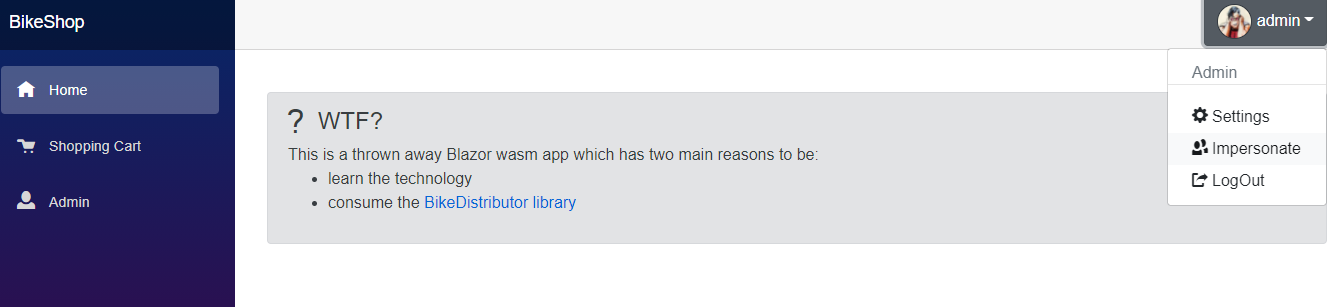 BikeShop
admin
Home
Shopping Cart
Admin
? WTF?
This is a thrown away Blazor wasm app which has two main reasons to be:
• learn the technology
• consume the BikeDistributor library
Admin
Settings
Impersonate
LogOut